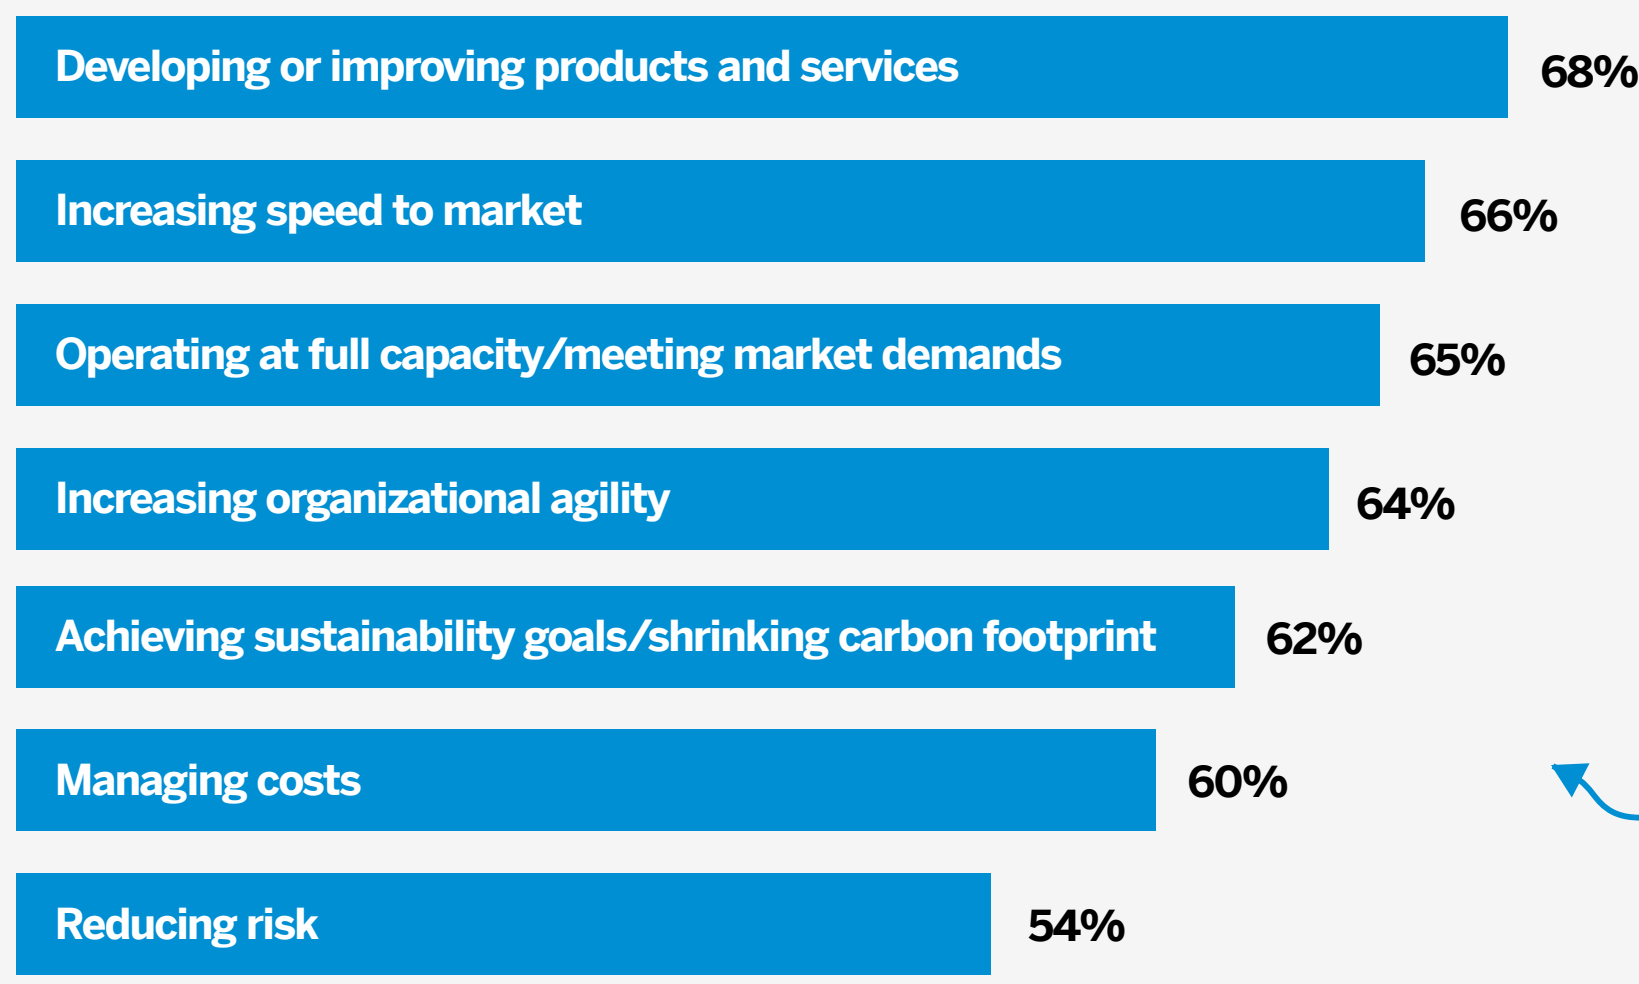 Developing or improving products and services 68%
Increasing speed to market 66%
Operating at full capacity/meeting market demands 65%
Increasing organizational agility 64%
Achieving sustainability goals/shrinking carbon footprint 62%
Managing costs 60%
Reducing risk 54%